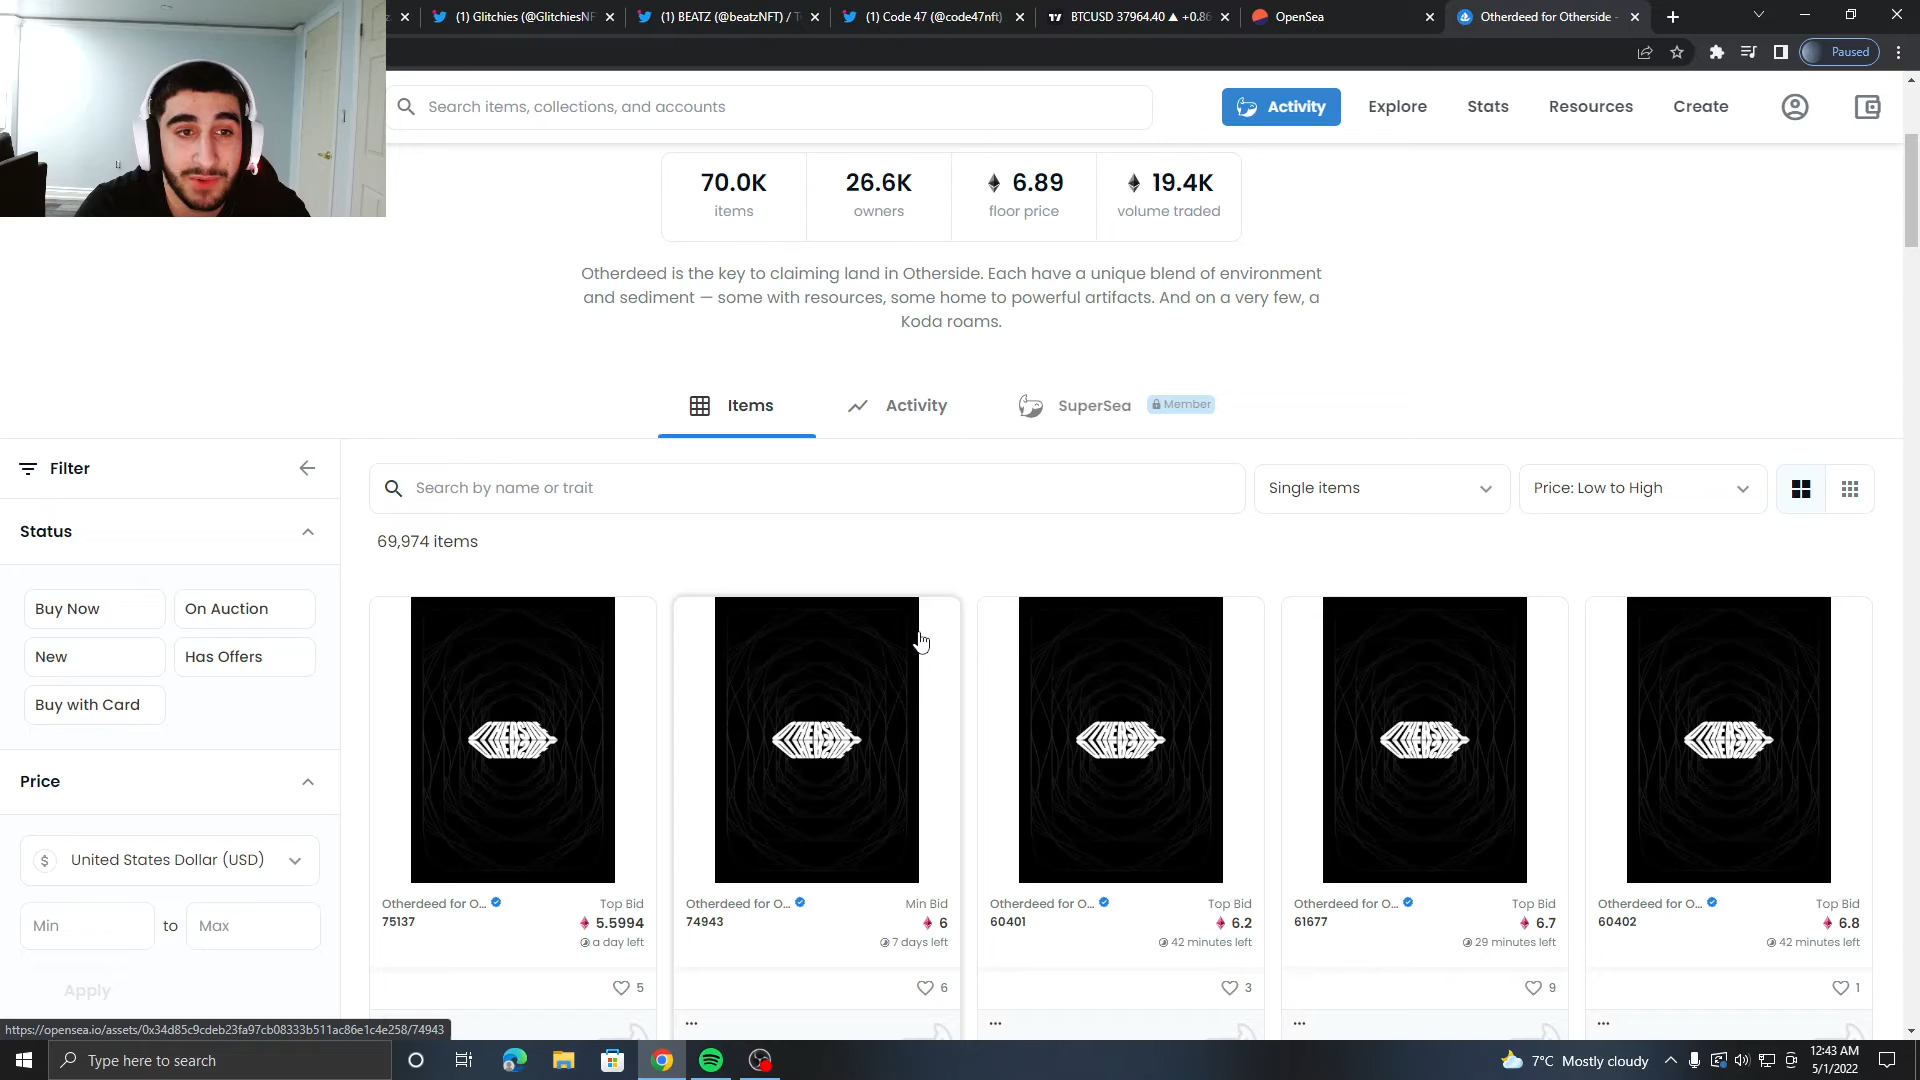 (1) Glitchies (@GlitchiesNF
(1) BEATZ (@beatzNFT) / T
(1) Code 47 (@code47nft)
BTCUSD 37964.40 ▲ +0.86
OpenSea
Otherdeed for Otherside -
Paused
Search items, collections, and accounts
Activity
Explore
Stats
Resources
Create
70.0K
items
26.6K
owners
6.89
floor price
19.4K
volume traded
Otherdeed is the key to claiming land in Otherside. Each have a unique blend of environment
and sediment — some with resources, some home to powerful artifacts. And on a very few, a
Koda roams.
Items
Activity
SuperSea
Member
Filter
Search by name or trait
Single items
Price: Low to High
Status
69,974 items
Buy Now
On Auction
New
Has Offers
Buy with Card
Price
$ United States Dollar (USD)
Min
to
Max
Apply
Otherdeed for O...
Top Bid
75137
5.5994
a day left
5
Otherdeed for O...
Min Bid
74943
6
7 days left
6
Otherdeed for O...
Top Bid
60401
6.2
42 minutes left
3
Otherdeed for O...
Top Bid
61677
6.7
29 minutes left
9
Otherdeed for O...
Top Bid
60402
6.8
42 minutes left
1
https://opensea.io/assets/0x34d85c9cdeb23fa97cb08333b511ac86e1c4e258/74943
Type here to search
7°C Mostly cloudy
12:43 AM
5/1/2022